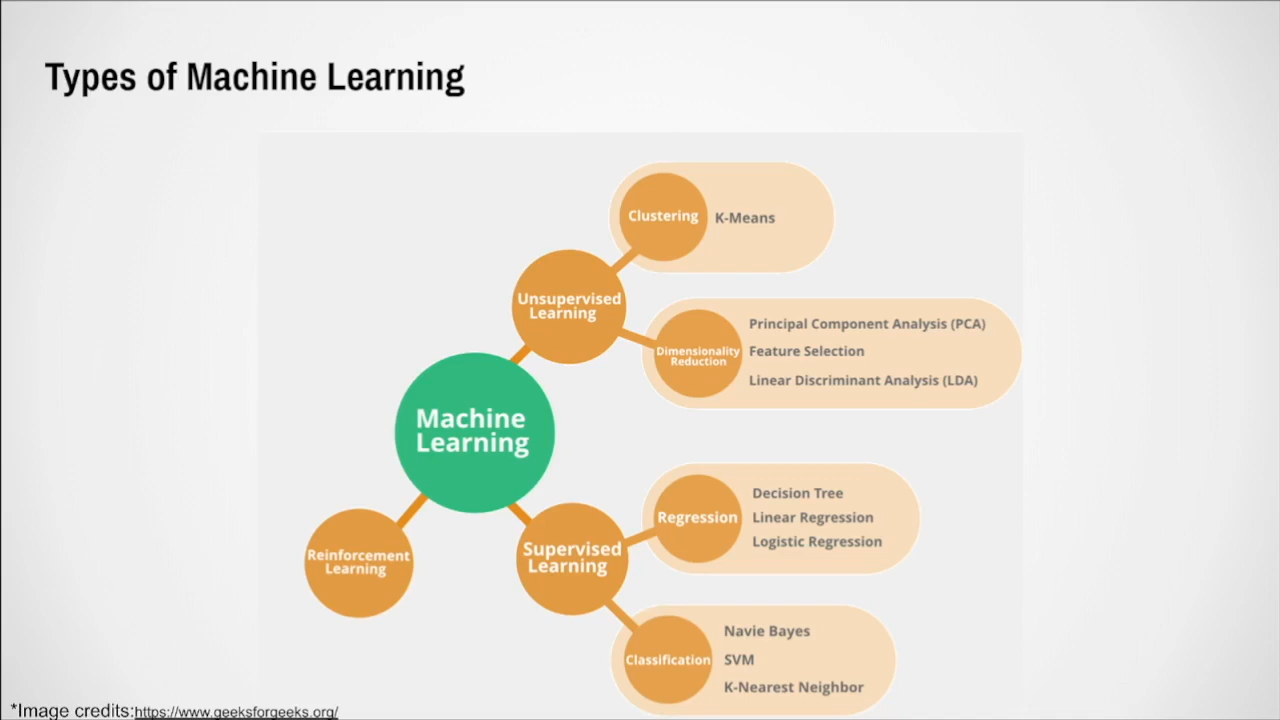 Types of Machine Learning
Clustering
K-Means
Unsupervised
Learning
Dimensionality
Reduction
Principal Component Analysis (PCA)
Feature Selection
Linear Discriminant Analysis (LDA)
Machine
Learning
Reinforcement
Learning
Supervised
Learning
Regression
Decision Tree
Linear Regression
Logistic Regression
Classification
Navie Bayes
SVM
K-Nearest Neighbor
*Image credits:https://www.geeksforgeeks.org/